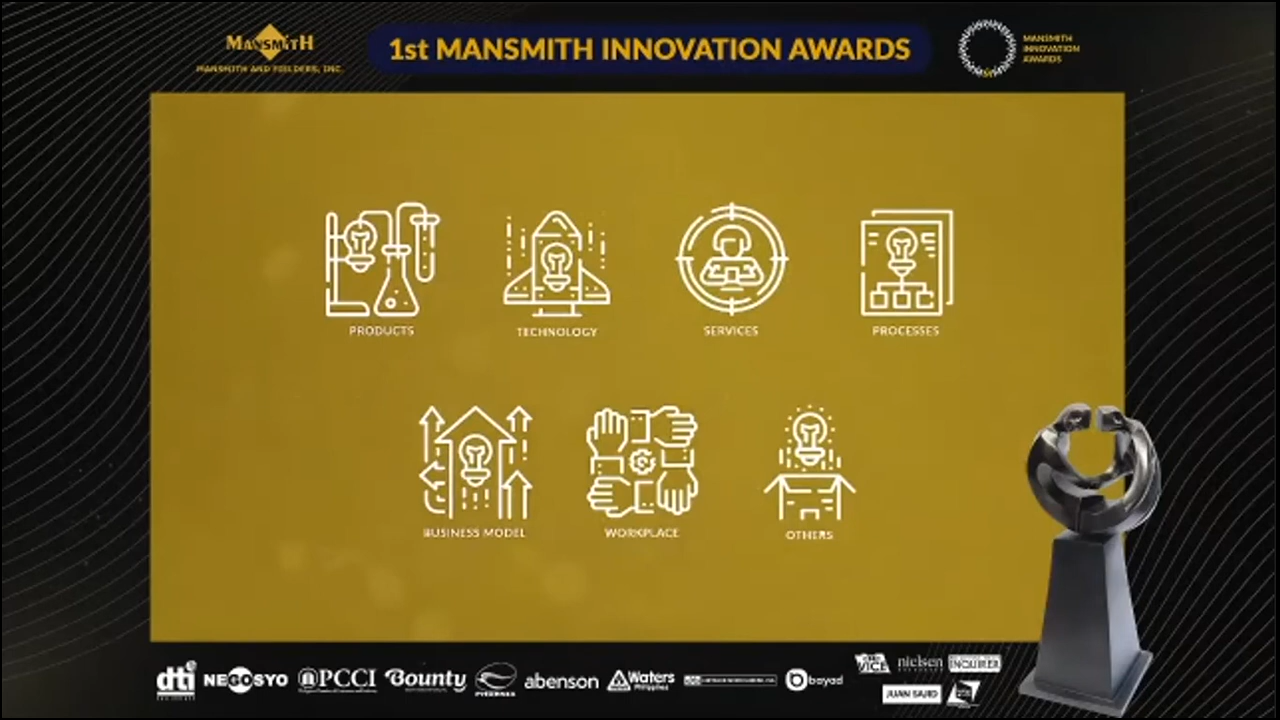 MANSMITH
MANSMITH AND FIELDERS, INC.
1st MANSMITH INNOVATION AWARDS
MANSMITH
INNOVATION
AWARDS
PRODUCTS
TECHNOLOGY
SERVICES
PROCESSES
BUSINESS MODEL
WORKPLACE
OTHERS
dti
NEGOSYO
PCCI
Bounty
abenson
Waters
Philippines
bayad
VICE
nielsen
INQUIRER
JUAN SAJID